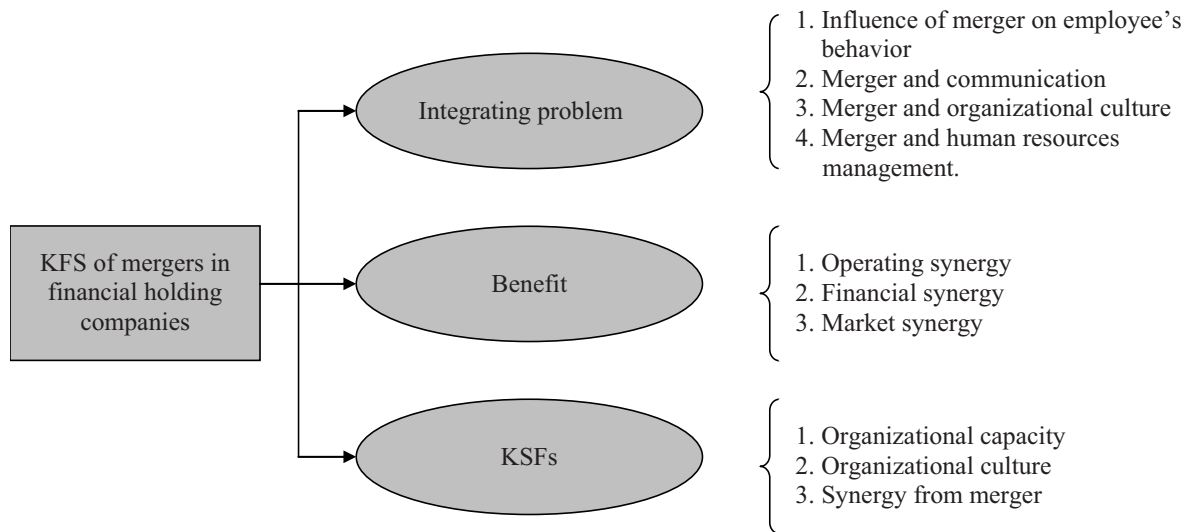 KFS of mergers in
financial holding
companies
Integrating problem
1. Influence of merger on employee’s
behavior
2. Merger and communication
3. Merger and organizational culture
4. Merger and human resources
management.
Benefit
1. Operating synergy
2. Financial synergy
3. Market synergy
KSFs
1. Organizational capacity
2. Organizational culture
3. Synergy from merger